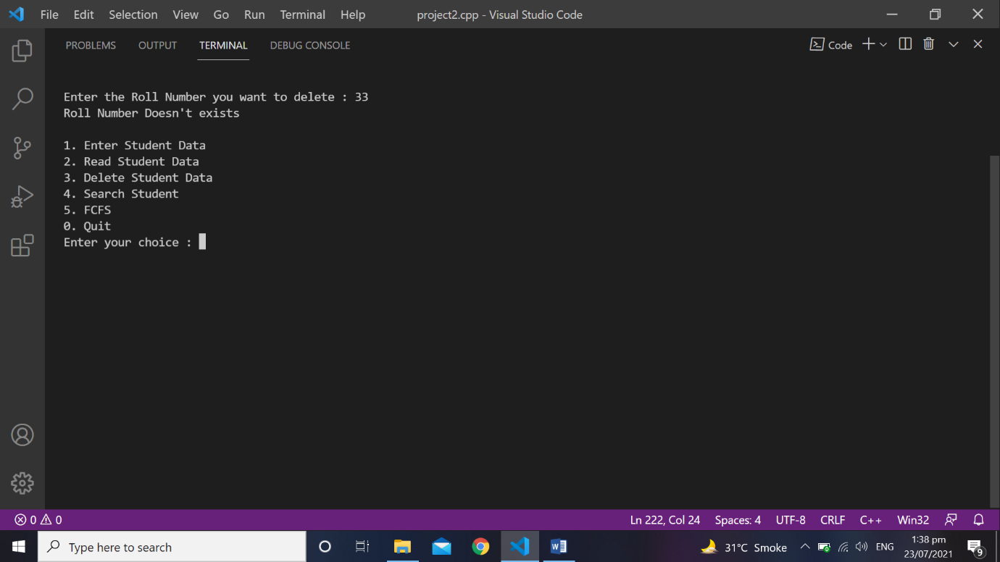 File Edit Selection View Go Run Terminal Help project2.cpp - Visual Studio Code
PROBLEMS OUTPUT TERMINAL DEBUG CONSOLE Code
Enter the Roll Number you want to delete : 33
Roll Number Doesn't exists
1. Enter Student Data
2. Read Student Data
3. Delete Student Data
4. Search Student
5. FCFS
0. Quit
Enter your choice :
0 0 Ln 222, Col 24 Spaces: 4 UTF-8 CRLF C++ Win32
Type here to search 31°C Smoke ENG
1:38 pm
23/07/2021
9